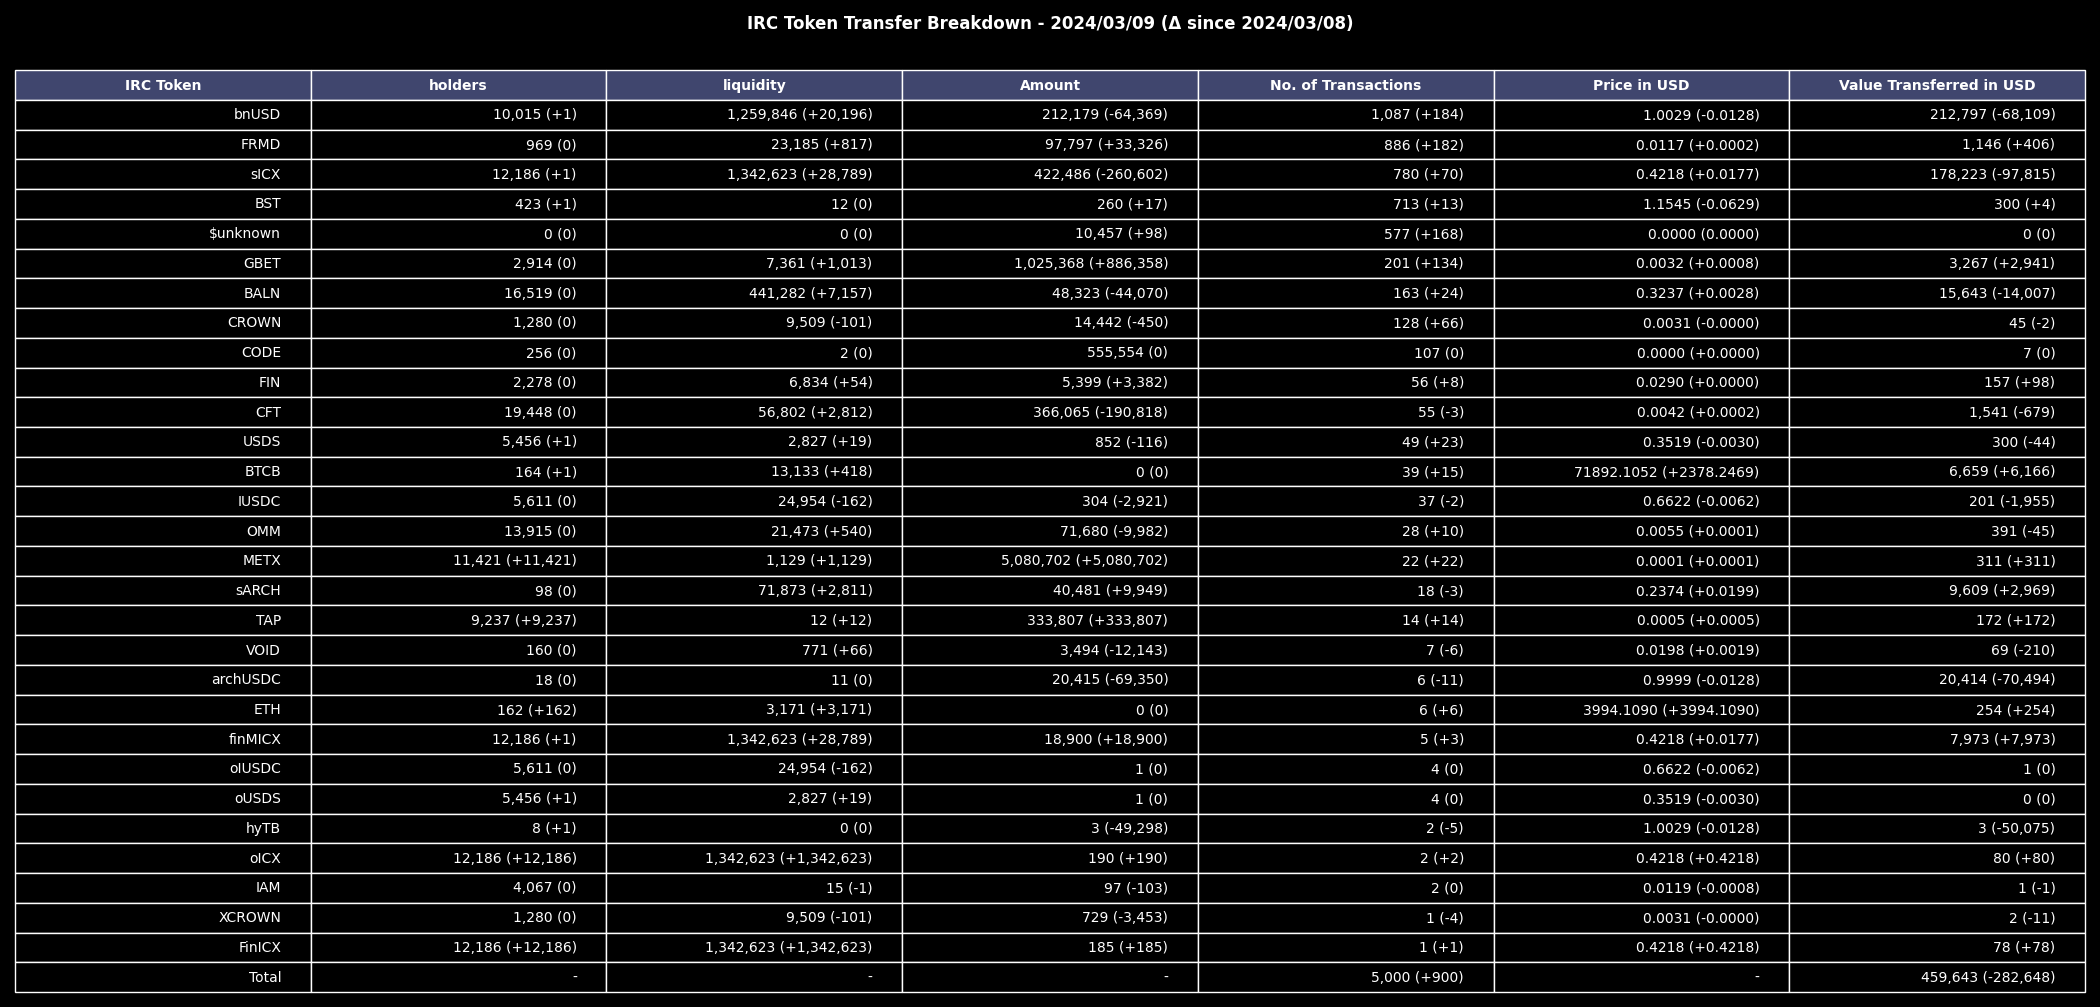 IRC Token Transfer Breakdown - 2024/03/09 (Δ since 2024/03/08)
IRC Token holders liquidity Amount No. of Transactions Price in USD Value Transferred in USD
bnUSD 10,015 (+1) 1,259,846 (+20,196) 212,179 (-64,369) 1,087 (+184) 1.0029 (-0.0128) 212,797 (-68,109)
FRMD 969 (0) 23,185 (+817) 97,797 (+33,326) 886 (+182) 0.0117 (+0.0002) 1,146 (+406)
sICX 12,186 (+1) 1,342,623 (+28,789) 422,486 (-260,602) 780 (+70) 0.4218 (+0.0177) 178,223 (-97,815)
BST 423 (+1) 12 (0) 260 (+17) 713 (+13) 1.1545 (-0.0629) 300 (+4)
$unknown 0 (0) 0 (0) 10,457 (+98) 577 (+168) 0.0000 (0.0000) 0 (0)
GBET 2,914 (0) 7,361 (+1,013) 1,025,368 (+886,358) 201 (+134) 0.0032 (+0.0008) 3,267 (+2,941)
BALN 16,519 (0) 441,282 (+7,157) 48,323 (-44,070) 163 (+24) 0.3237 (+0.0028) 15,643 (-14,007)
CROWN 1,280 (0) 9,509 (-101) 14,442 (-450) 128 (+66) 0.0031 (-0.0000) 45 (-2)
CODE 256 (0) 2 (0) 555,554 (0) 107 (0) 0.0000 (+0.0000) 7 (0)
FIN 2,278 (0) 6,834 (+54) 5,399 (+3,382) 56 (+8) 0.0290 (+0.0000) 157 (+98)
CFT 19,448 (0) 56,802 (+2,812) 366,065 (-190,818) 55 (-3) 0.0042 (+0.0002) 1,541 (-679)
USDS 5,456 (+1) 2,827 (+19) 852 (-116) 49 (+23) 0.3519 (-0.0030) 300 (-44)
BTCB 164 (+1) 13,133 (+418) 0 (0) 39 (+15) 71892.1052 (+2378.2469) 6,659 (+6,166)
IUSDC 5,611 (0) 24,954 (-162) 304 (-2,921) 37 (-2) 0.6622 (-0.0062) 201 (-1,955)
OMM 13,915 (0) 21,473 (+540) 71,680 (-9,982) 28 (+10) 0.0055 (+0.0001) 391 (-45)
METX 11,421 (+11,421) 1,129 (+1,129) 5,080,702 (+5,080,702) 22 (+22) 0.0001 (+0.0001) 311 (+311)
sARCH 98 (0) 71,873 (+2,811) 40,481 (+9,949) 18 (-3) 0.2374 (+0.0199) 9,609 (+2,969)
TAP 9,237 (+9,237) 12 (+12) 333,807 (+333,807) 14 (+14) 0.0005 (+0.0005) 172 (+172)
VOID 160 (0) 771 (+66) 3,494 (-12,143) 7 (-6) 0.0198 (+0.0019) 69 (-210)
archUSDC 18 (0) 11 (0) 20,415 (-69,350) 6 (-11) 0.9999 (-0.0128) 20,414 (-70,494)
ETH 162 (+162) 3,171 (+3,171) 0 (0) 6 (+6) 3994.1090 (+3994.1090) 254 (+254)
finMICX 12,186 (+1) 1,342,623 (+28,789) 18,900 (+18,900) 5 (+3) 0.4218 (+0.0177) 7,973 (+7,973)
oIUSDC 5,611 (0) 24,954 (-162) 1 (0) 4 (0) 0.6622 (-0.0062) 1 (0)
oUSDS 5,456 (+1) 2,827 (+19) 1 (0) 4 (0) 0.3519 (-0.0030) 0 (0)
hyTB 8 (+1) 0 (0) 3 (-49,298) 2 (-5) 1.0029 (-0.0128) 3 (-50,075)
oICX 12,186 (+12,186) 1,342,623 (+1,342,623) 190 (+190) 2 (+2) 0.4218 (+0.4218) 80 (+80)
IAM 4,067 (0) 15 (-1) 97 (-103) 2 (0) 0.0119 (-0.0008) 1 (-1)
XCROWN 1,280 (0) 9,509 (-101) 729 (-3,453) 1 (-4) 0.0031 (-0.0000) 2 (-11)
FinICX 12,186 (+12,186) 1,342,623 (+1,342,623) 185 (+185) 1 (+1) 0.4218 (+0.4218) 78 (+78)
Total - - - 5,000 (+900) - 459,643 (-282,648)